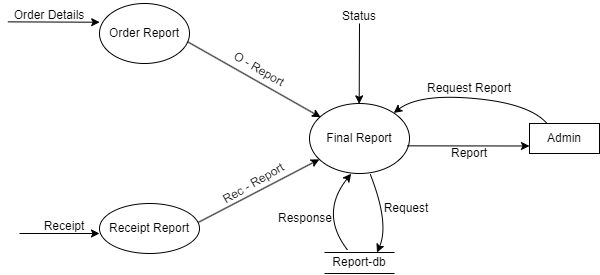 Order Details
Order Report
Status
O - Report
Request Report
Final Report
Admin
Report
Rec - Report
Receipt
Receipt Report
Response
Request
Report-db